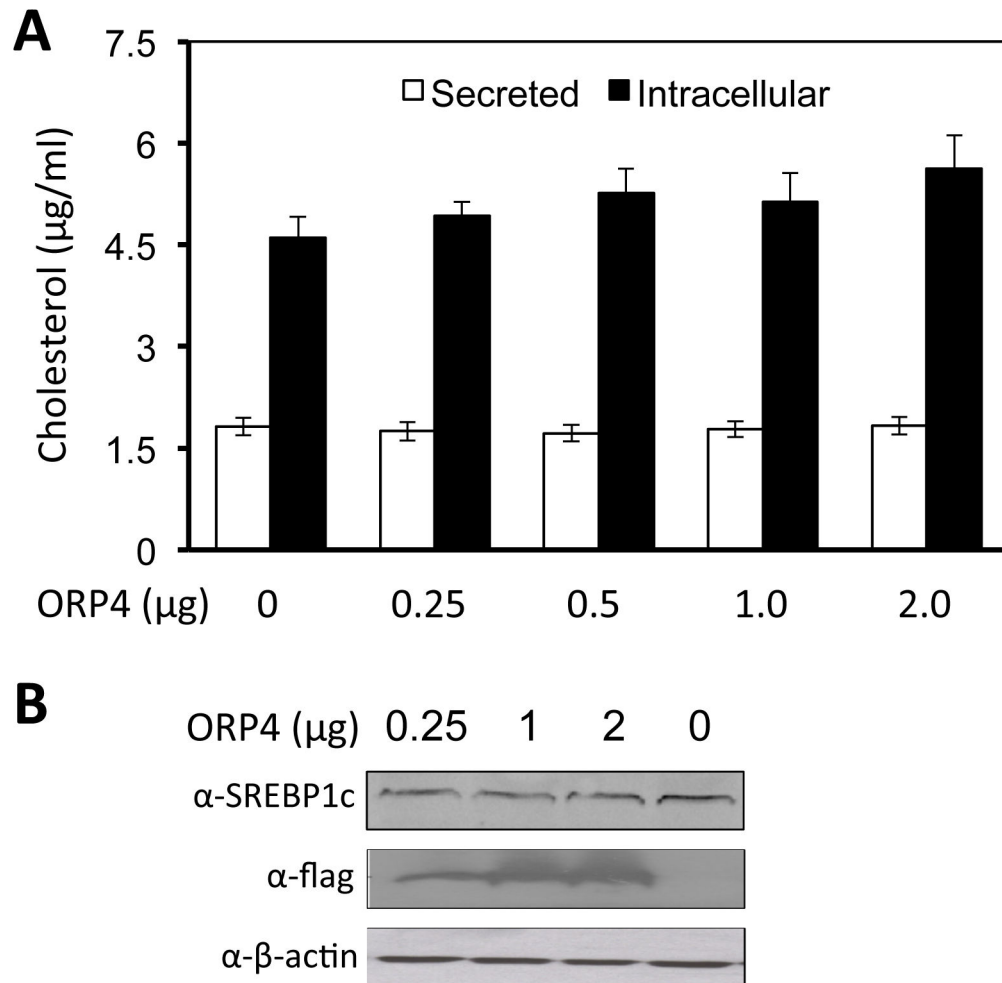 A
7.5
Secreted Intracellular
6
4.5
3
1.5
0
Cholesterol (µg/ml)
ORP4 (µg) 0 0.25 0.5 1.0 2.0
B
ORP4 (µg) 0.25 1 2 0
α-SREBP1c
α-flag
α-β-actin